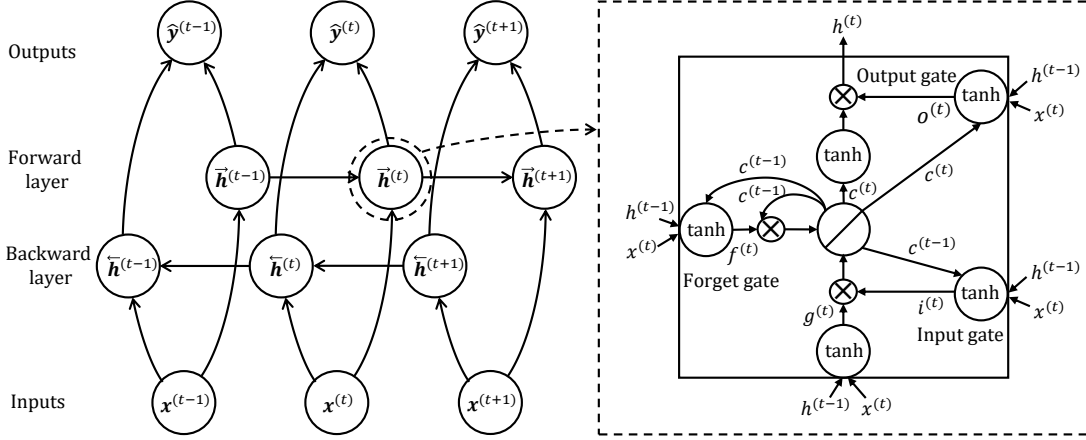 Outputs
ŷ⁽ᵗ⁻¹⁾ ŷ⁽ᵗ⁾ ŷ⁽ᵗ⁺¹⁾
Forward
layer
h⃗⁽ᵗ⁻¹⁾ h⃗⁽ᵗ⁾ h⃗⁽ᵗ⁺¹⁾
Backward
layer
h⃖⁽ᵗ⁻¹⁾ h⃖⁽ᵗ⁾ h⃖⁽ᵗ⁺¹⁾
Inputs
x⁽ᵗ⁻¹⁾ x⁽ᵗ⁾ x⁽ᵗ⁺¹⁾
h⁽ᵗ⁾
Output gate
tanh
h⁽ᵗ⁻¹⁾
x⁽ᵗ⁾
o⁽ᵗ⁾
tanh
c⁽ᵗ⁻¹⁾
c⁽ᵗ⁻¹⁾
c⁽ᵗ⁾
c⁽ᵗ⁾
h⁽ᵗ⁻¹⁾
x⁽ᵗ⁾
tanh
f⁽ᵗ⁾
Forget gate
c⁽ᵗ⁻¹⁾
tanh
h⁽ᵗ⁻¹⁾
x⁽ᵗ⁾
i⁽ᵗ⁾
Input gate
g⁽ᵗ⁾
tanh
h⁽ᵗ⁻¹⁾ x⁽ᵗ⁾